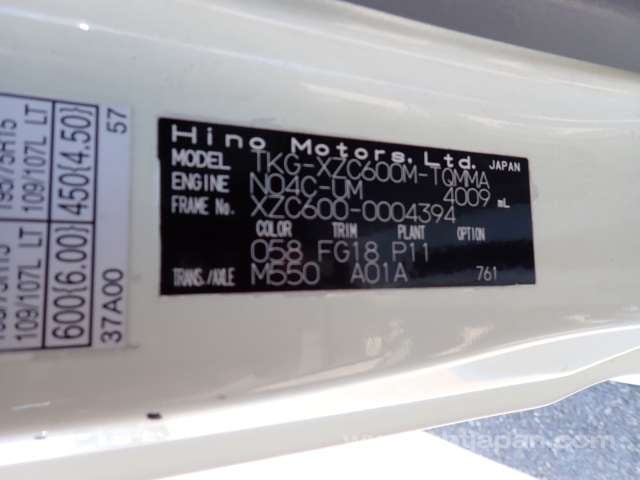 Hino Motors, Ltd. JAPAN
MODEL TKG-XZC600M-TQMMA
ENGINE N04C-UM 4009 mL
FRAME No. XZC600-0004394
COLOR TRIM PLANT OPTION
058 FG18 P11
TRANS./AXLE M550 A01A 761
109/107L LT
450(4.50)
57
109/107L LT
600(6.00)
37A00